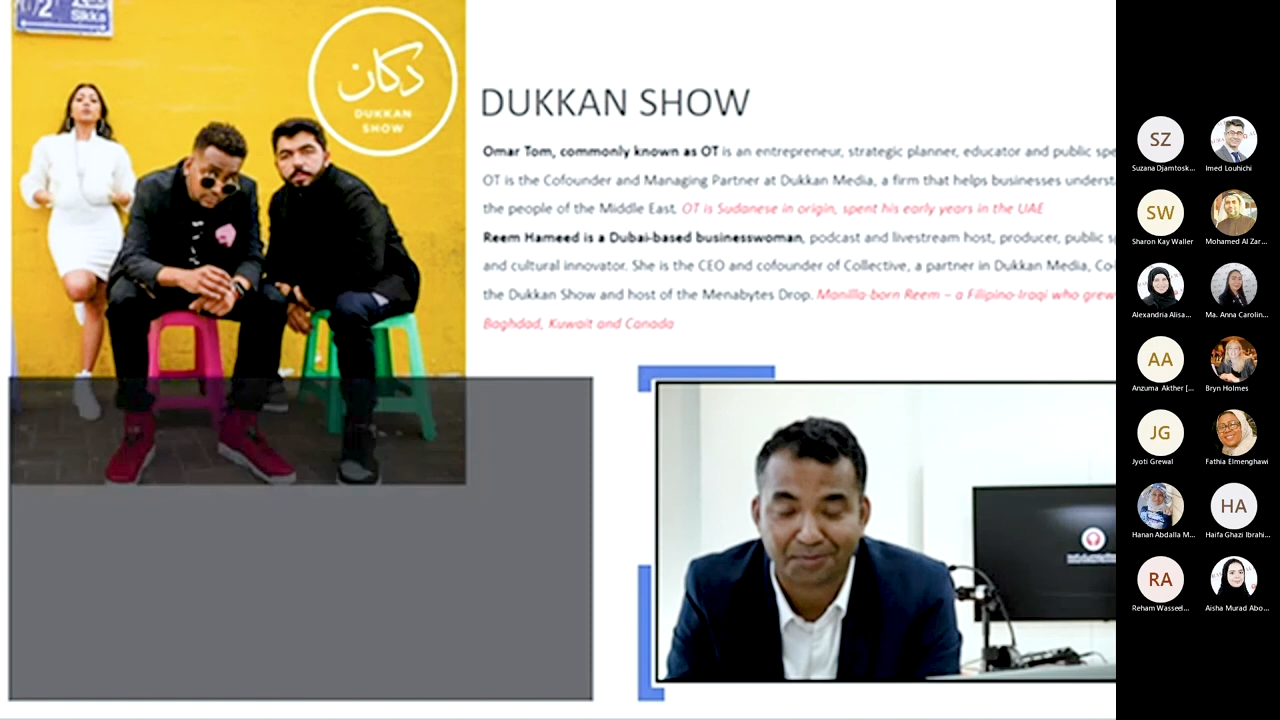 2
Sikka
دكان
DUKKAN
SHOW
DUKKAN SHOW
Omar Tom, commonly known as OT is an entrepreneur, strategic planner, educator and public spe
OT is the Cofounder and Managing Partner at Dukkan Media, a firm that helps businesses underst
the people of the Middle East. OT is Sudanese in origin, spent his early years in the UAE
Reem Hameed is a Dubai-based businesswoman, podcast and livestream host, producer, public sp
and cultural innovator. She is the CEO and cofounder of Collective, a partner in Dukkan Media, Co-
the Dukkan Show and host of the Menabytes Drop. Manilla-born Reem – a Filipino-Iraqi who grew
Baghdad, Kuwait and Canada
SZ
Suzana Djamtosk...
Imed Louhichi
SW
Sharon Kay Waller
Mohamed Al Zar...
Alexandria Alisa...
Ma. Anna Carolin...
AA
Anzuma Akther [...
Bryn Holmes
JG
Jyoti Grewal
Fathia Elmenghawi
Hanan Abdalla M...
HA
Haifa Ghazi Ibrahi...
RA
Reham Wasseel...
Aisha Murad Abo...